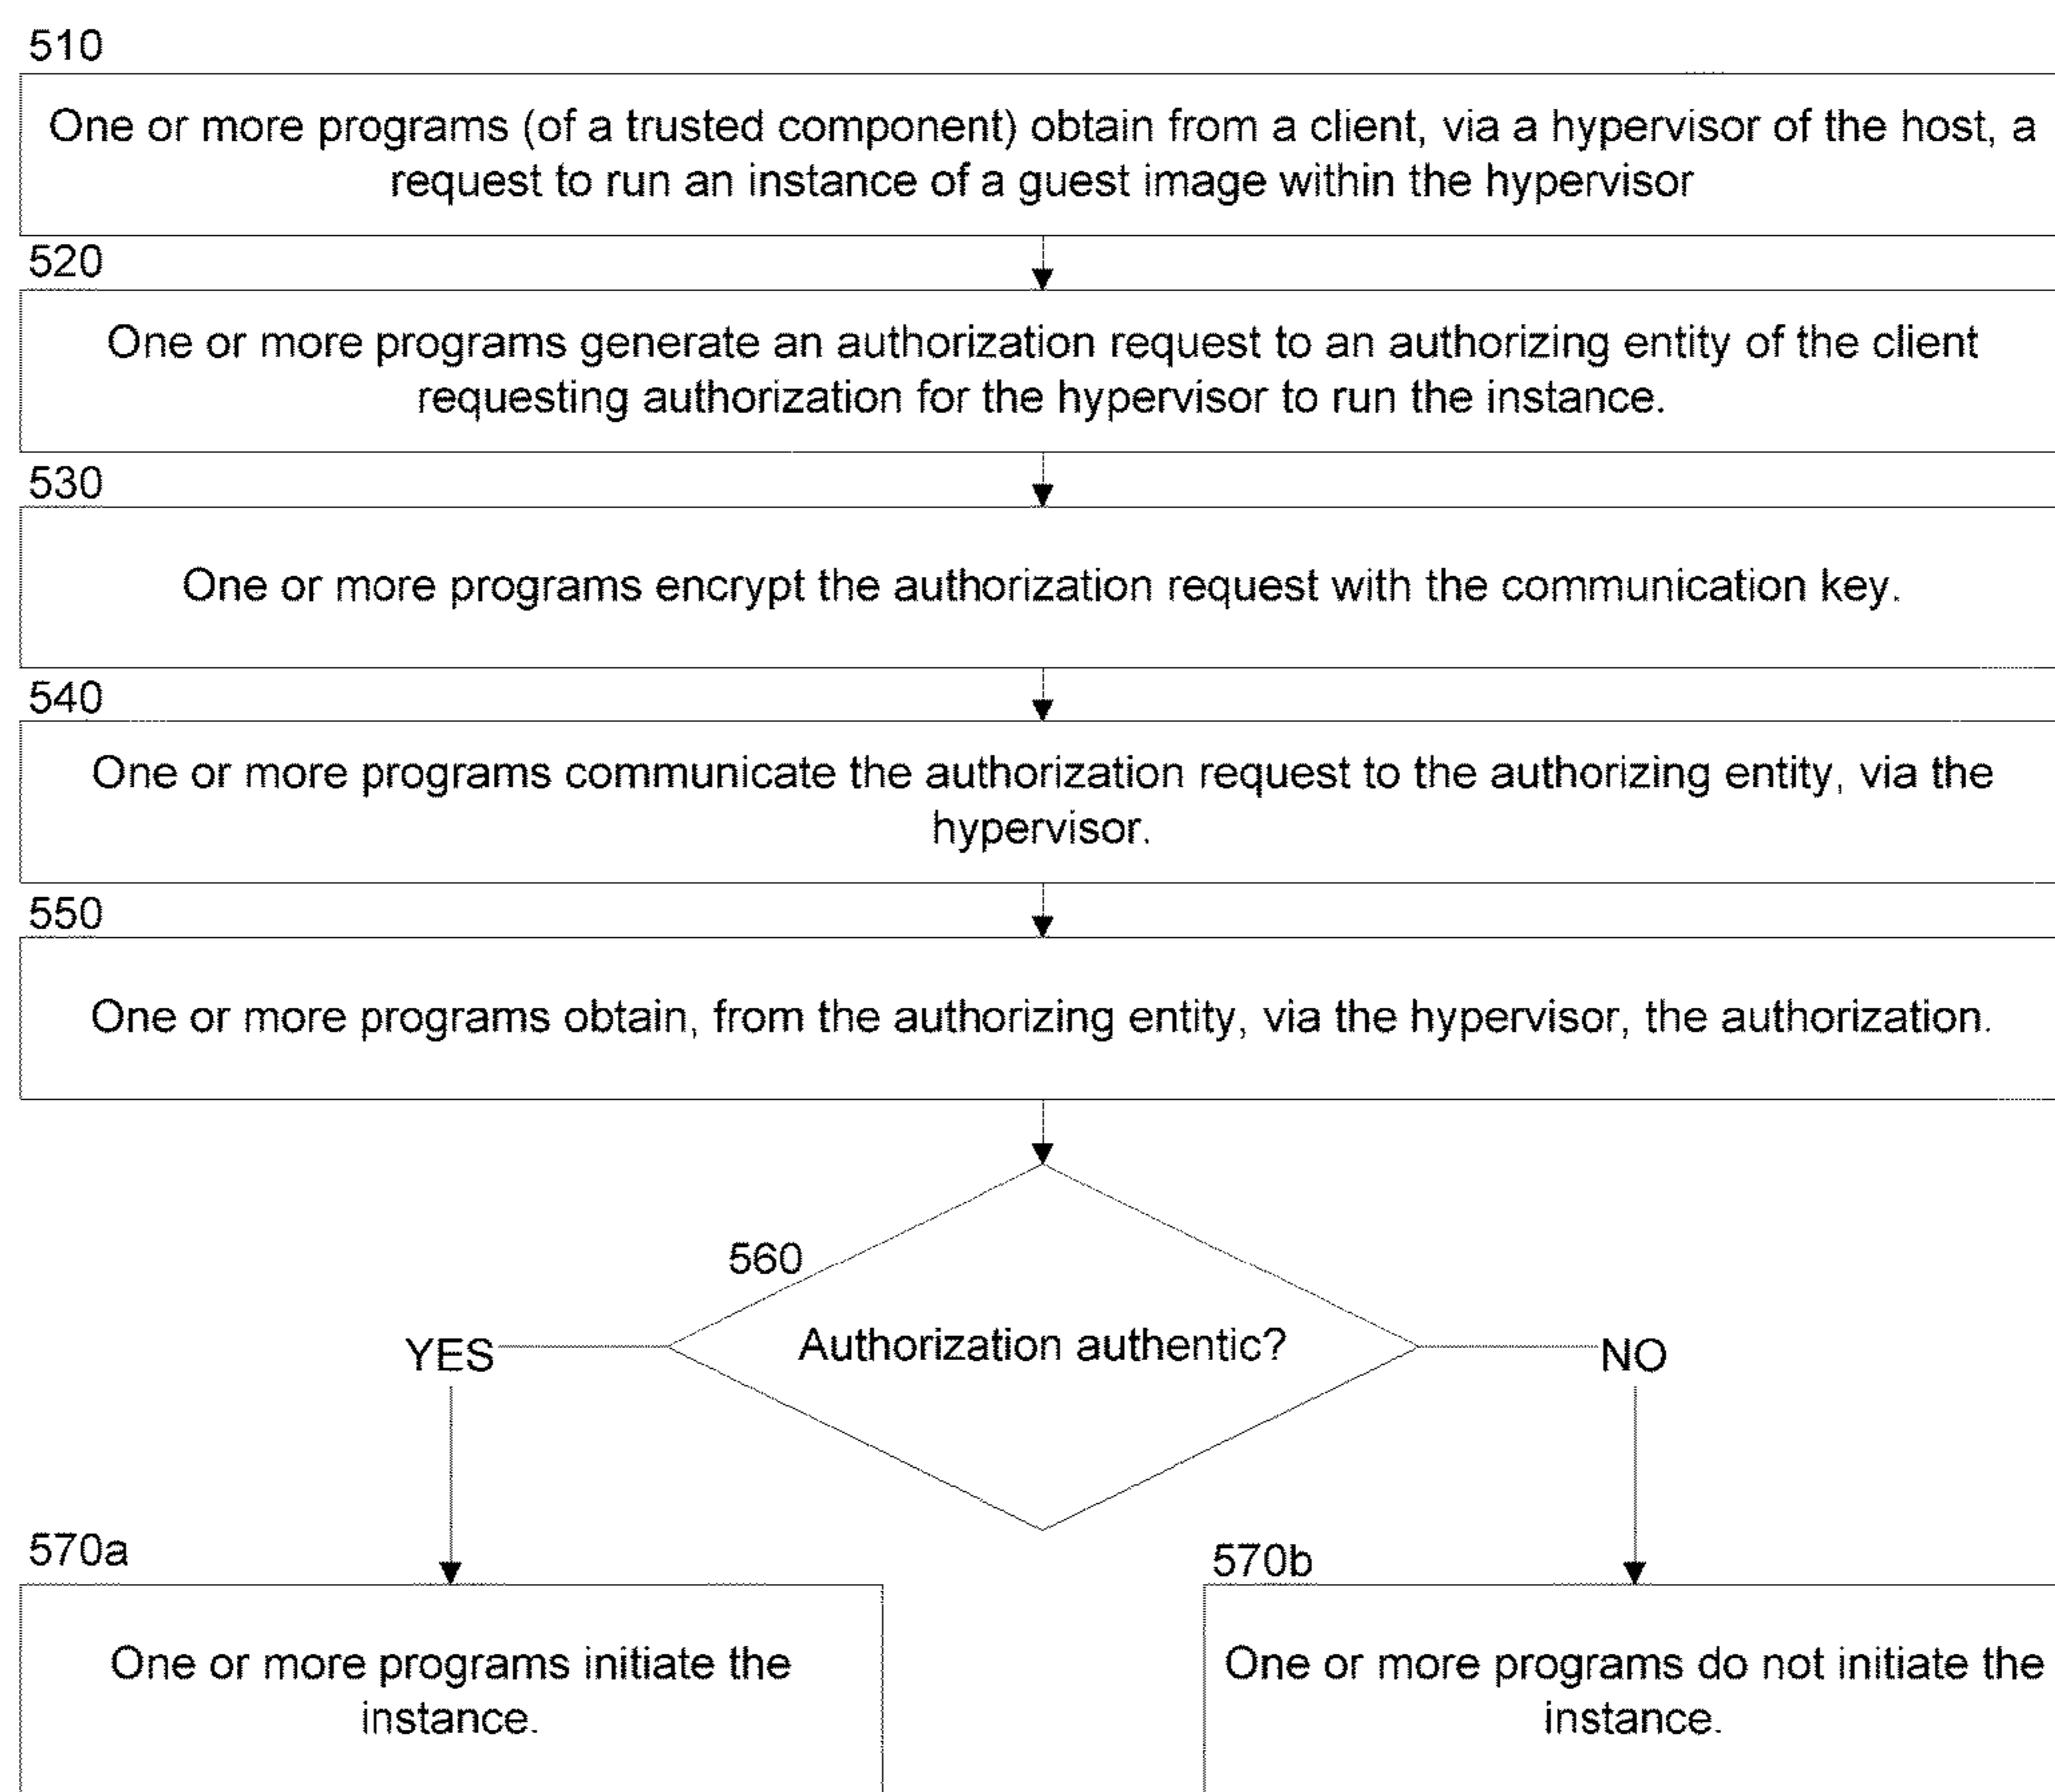 510
One or more programs (of a trusted component) obtain from a client, via a hypervisor of the host, a
request to run an instance of a guest image within the hypervisor
520
One or more programs generate an authorization request to an authorizing entity of the client
requesting authorization for the hypervisor to run the instance.
530
One or more programs encrypt the authorization request with the communication key.
540
One or more programs communicate the authorization request to the authorizing entity, via the
hypervisor.
550
One or more programs obtain, from the authorizing entity, via the hypervisor, the authorization.
560
Authorization authentic?
YES
NO
570a
One or more programs initiate the
instance.
570b
One or more programs do not initiate the
instance.